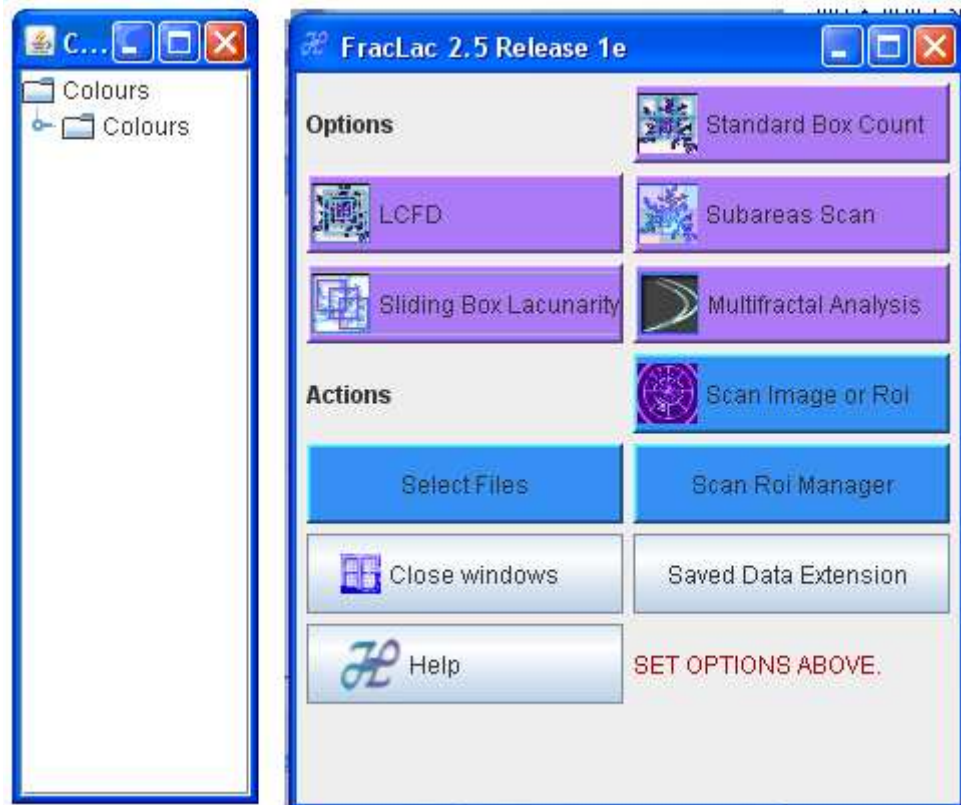 C...
Colours
Colours
FracLac 2.5 Release 1e
Options
Standard Box Count
LCFD
Subareas Scan
Sliding Box Lacunarity
Multifractal Analysis
Actions
Scan Image or Roi
Select Files
Scan Roi Manager
Close windows
Saved Data Extension
Help
SET OPTIONS ABOVE.